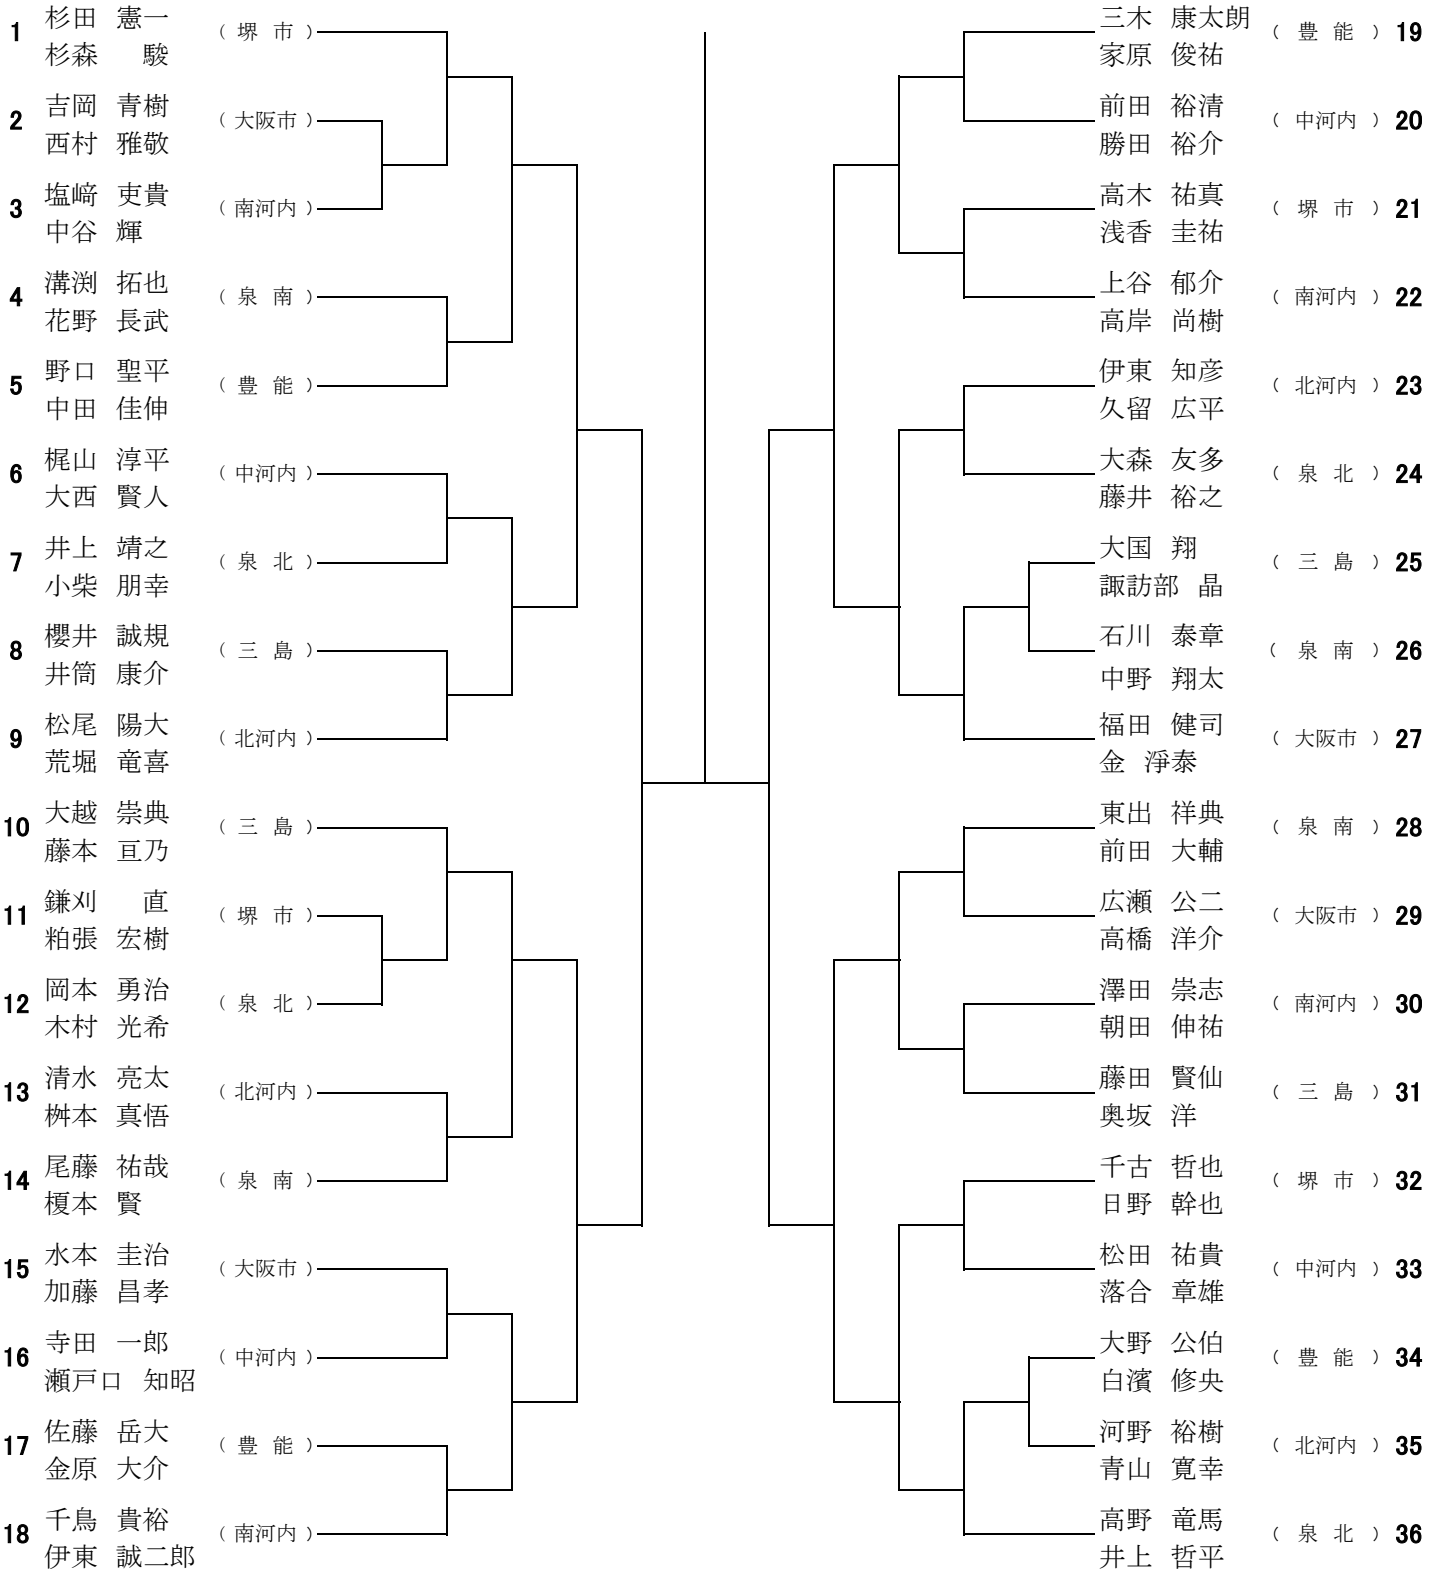 1 杉田 憲一 （ 堺 市 ）
杉森 駿
2 吉岡 青樹 （ 大阪市 ）
西村 雅敬
3 塩﨑 吏貴 （ 南河内 ）
中谷 輝
4 溝渕 拓也 （ 泉 南 ）
花野 長武
5 野口 聖平 （ 豊 能 ）
中田 佳伸
6 梶山 淳平 （ 中河内 ）
大西 賢人
7 井上 靖之 （ 泉 北 ）
小柴 朋幸
8 櫻井 誠規 （ 三 島 ）
井筒 康介
9 松尾 陽大 （ 北河内 ）
荒堀 竜喜
10 大越 崇典 （ 三 島 ）
藤本 亘乃
11 鎌刈 直 （ 堺 市 ）
粕張 宏樹
12 岡本 勇治 （ 泉 北 ）
木村 光希
13 清水 亮太 （ 北河内 ）
桝本 真悟
14 尾藤 祐哉 （ 泉 南 ）
榎本 賢
15 水本 圭治 （ 大阪市 ）
加藤 昌孝
16 寺田 一郎 （ 中河内 ）
瀬戸口 知昭
17 佐藤 岳大 （ 豊 能 ）
金原 大介
18 千鳥 貴裕 （ 南河内 ）
伊東 誠二郎
三木 康太朗 （ 豊 能 ） 19
家原 俊祐
前田 裕清 （ 中河内 ） 20
勝田 裕介
高木 祐真 （ 堺 市 ） 21
浅香 圭祐
上谷 郁介 （ 南河内 ） 22
高岸 尚樹
伊東 知彦 （ 北河内 ） 23
久留 広平
大森 友多 （ 泉 北 ） 24
藤井 裕之
大国 翔 （ 三 島 ） 25
諏訪部 晶
石川 泰章 （ 泉 南 ） 26
中野 翔太
福田 健司 （ 大阪市 ） 27
金 淨泰
東出 祥典 （ 泉 南 ） 28
前田 大輔
広瀬 公二 （ 大阪市 ） 29
高橋 洋介
澤田 崇志 （ 南河内 ） 30
朝田 伸祐
藤田 賢仙 （ 三 島 ） 31
奥坂 洋
千古 哲也 （ 堺 市 ） 32
日野 幹也
松田 祐貴 （ 中河内 ） 33
落合 章雄
大野 公伯 （ 豊 能 ） 34
白濱 修央
河野 裕樹 （ 北河内 ） 35
青山 寛幸
高野 竜馬 （ 泉 北 ） 36
井上 哲平